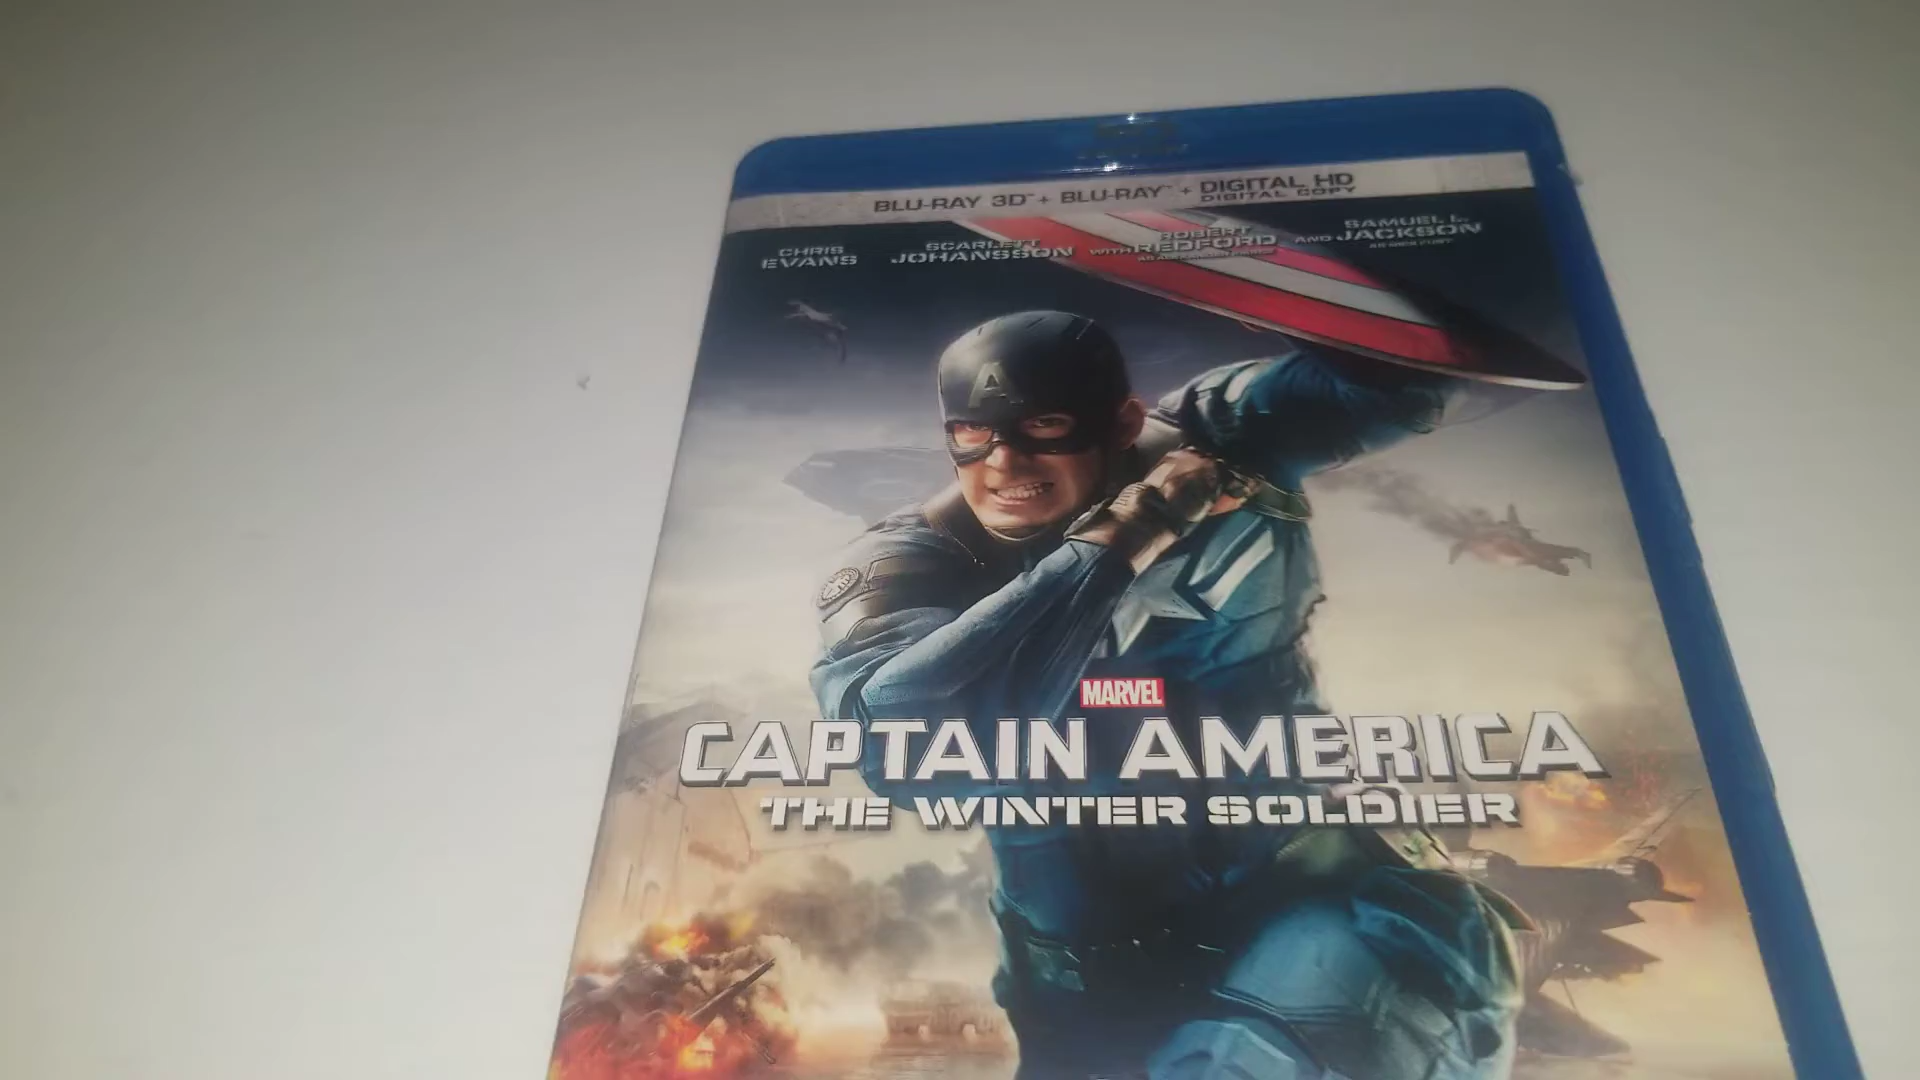 BLU-RAY 3D™ + BLU-RAY™ + DIGITAL HD
DIGITAL COPY
CHRIS EVANS
SCARLETT JOHANSSON
WITH ROBERT REDFORD
AND SAMUEL L. JACKSON
A
MARVEL
CAPTAIN AMERICA
THE WINTER SOLDIER